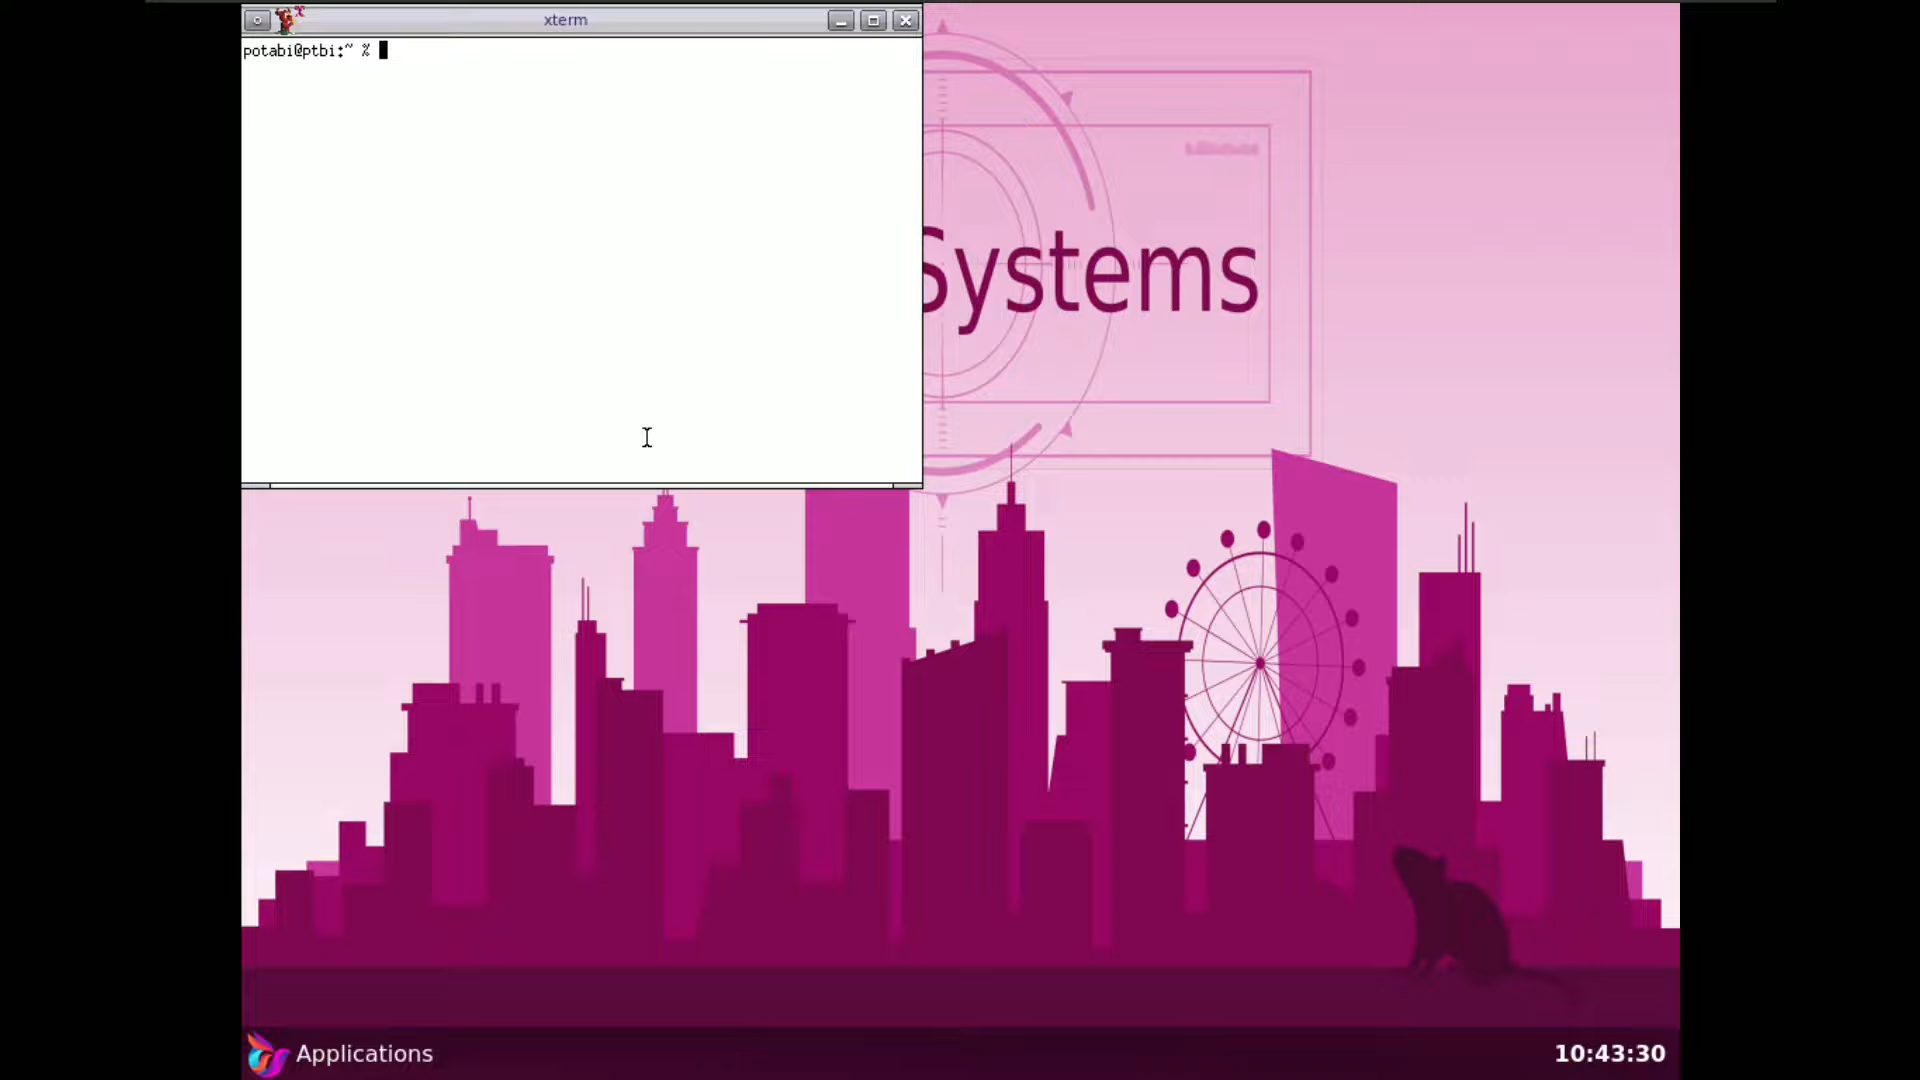 xterm
potabi@ptbi:~ %
Systems
Applications
10:43:30